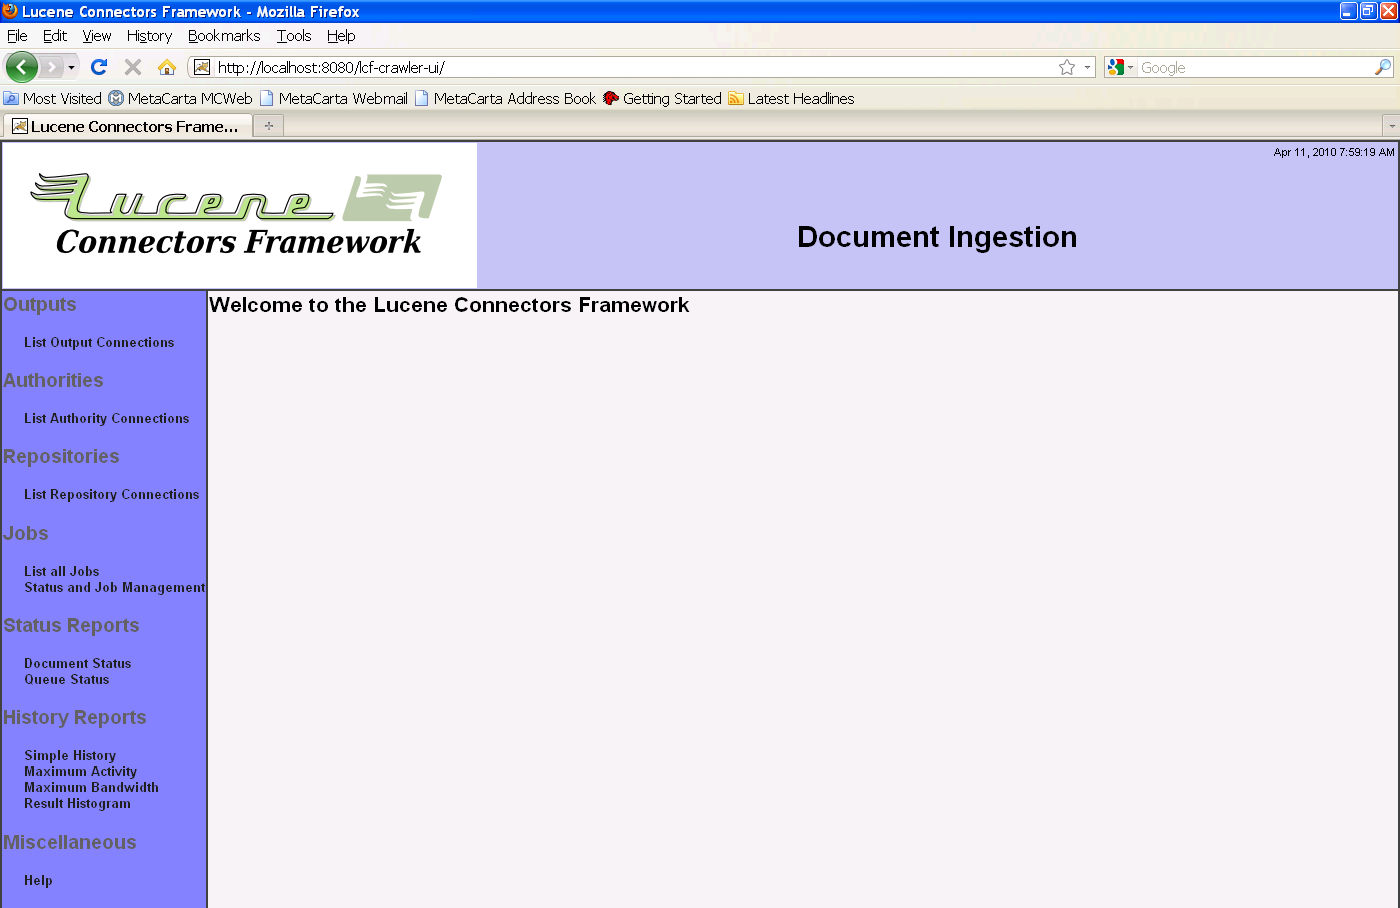 Lucene Connectors Framework - Mozilla Firefox
File Edit View History Bookmarks Tools Help
http://localhost:8080/lcf-crawler-ui/ Google
Most Visited MetaCarta MCWeb MetaCarta Webmail MetaCarta Address Book Getting Started Latest Headlines
Lucene Connectors Frame...
Apr 11, 2010 7:59:19 AM
Lucene
Connectors Framework
Document Ingestion
Outputs
List Output Connections
Authorities
List Authority Connections
Repositories
List Repository Connections
Jobs
List all Jobs
Status and Job Management
Status Reports
Document Status
Queue Status
History Reports
Simple History
Maximum Activity
Maximum Bandwidth
Result Histogram
Miscellaneous
Help
Welcome to the Lucene Connectors Framework